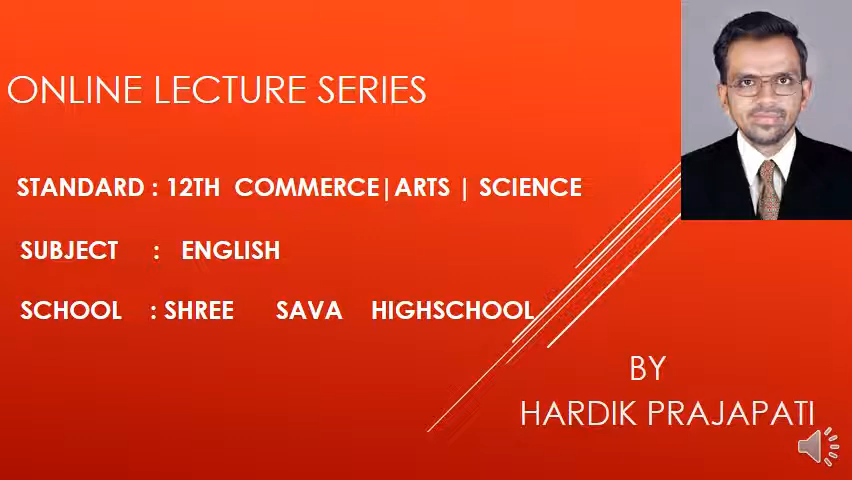 ONLINE LECTURE SERIES
STANDARD : 12TH COMMERCE|ARTS | SCIENCE
SUBJECT : ENGLISH
SCHOOL : SHREE SAVA HIGHSCHOOL
BY
HARDIK PRAJAPATI